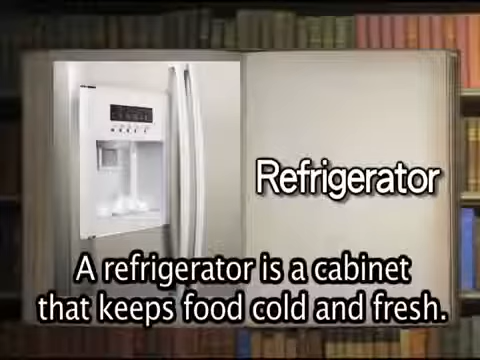 Refrigerator
A refrigerator is a cabinet
that keeps food cold and fresh.